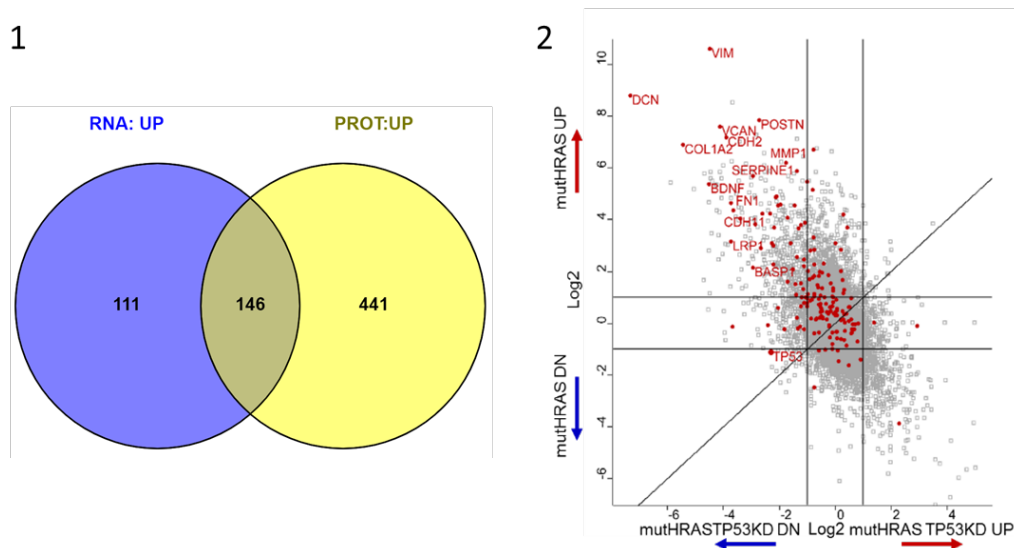 1
RNA: UP
PROT:UP
111
146
441
2
mutHRAS UP
Log2
mutHRAS DN
10
8
6
4
2
0
-2
-4
-6
VIM
DCN
POSTN
VCAN
CDH2
COL1A2
MMP1
SERPINE1
BDNF
FN1
CDH11
LRP1
BASP1
TP53
-6
-4
-2
0
2
4
mutHRASTP53KD DN
Log2
mutHRAS TP53KD UP